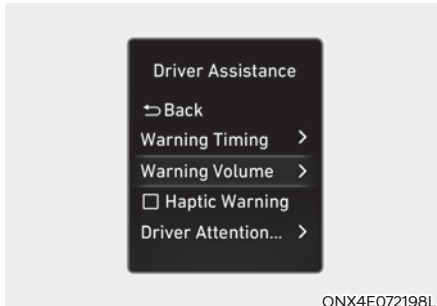 Driver Assistance
Back
Warning Timing
Warning Volume
Haptic Warning
Driver Attention...
ONX4E072198L